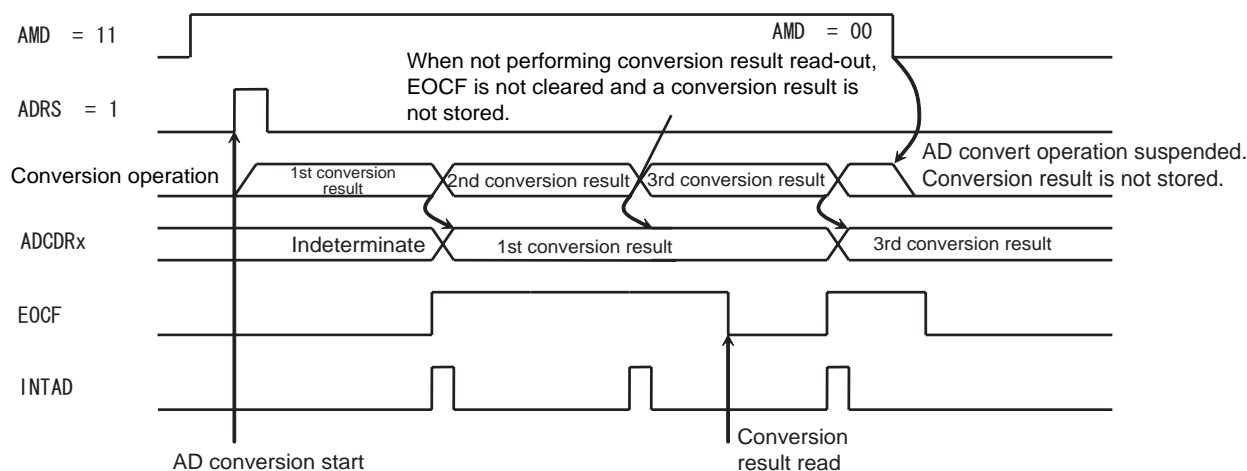 AMD = 11
AMD = 00
When not performing conversion result read-out,
EOCF is not cleared and a conversion result is
not stored.
ADRS = 1
AD convert operation suspended.
Conversion result is not stored.
Conversion operation
1st conversion
result
2nd conversion result
3rd conversion result
ADCDRx
Indeterminate
1st conversion result
3rd conversion result
EOCF
INTAD
AD conversion start
Conversion
result read